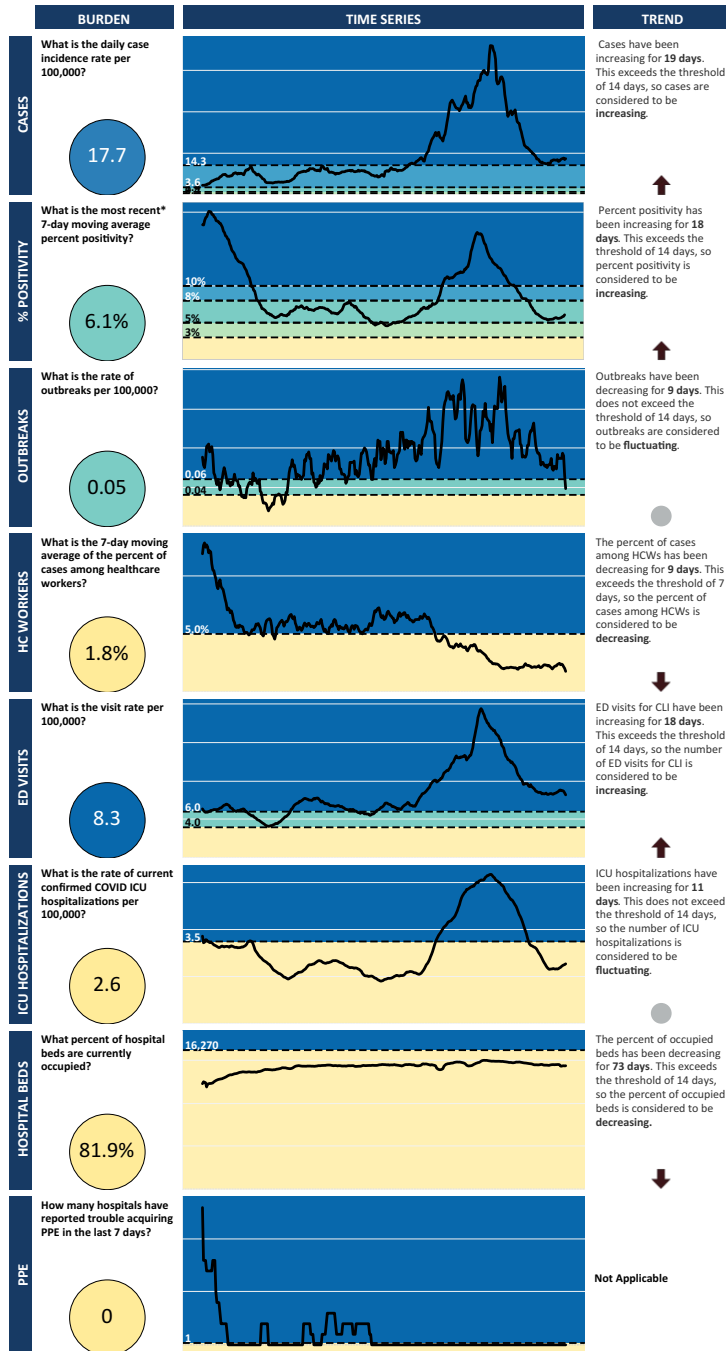 BURDEN
TIME SERIES
TREND
CASES
What is the daily case
incidence rate per
100,000?
17.7
14.3
3.6
Cases have been
increasing for 19 days.
This exceeds the threshold
of 14 days, so cases are
considered to be
increasing.
% POSITIVITY
What is the most recent*
7-day moving average
percent positivity?
6.1%
10%
8%
5%
3%
Percent positivity has
been increasing for 18
days. This exceeds the
threshold of 14 days, so
percent positivity is
considered to be
increasing.
OUTBREAKS
What is the rate of
outbreaks per 100,000?
0.05
0.06
0.04
Outbreaks have been
decreasing for 9 days. This
does not exceed the
threshold of 14 days, so
outbreaks are considered
to be fluctuating.
HC WORKERS
What is the 7-day moving
average of the percent of
cases among healthcare
workers?
1.8%
5.0%
The percent of cases
among HCWs has been
decreasing for 9 days. This
exceeds the threshold of 7
days, so the percent of
cases among HCWs is
considered to be
decreasing.
ED VISITS
What is the visit rate per
100,000?
8.3
6.0
4.0
ED visits for CLI have been
increasing for 18 days.
This exceeds the threshold
of 14 days, so the number
of ED visits for CLI is
considered to be
increasing.
ICU HOSPITALIZATIONS
What is the rate of current
confirmed COVID ICU
hospitalizations per
100,000?
2.6
3.5
ICU hospitalizations have
been increasing for 11
days. This does not exceed
the threshold of 14 days,
so the number of ICU
hospitalizations is
considered to be
fluctuating.
HOSPITAL BEDS
What percent of hospital
beds are currently
occupied?
81.9%
16,270
The percent of occupied
beds has been decreasing
for 73 days. This exceeds
the threshold of 14 days,
so the percent of occupied
beds is considered to be
decreasing.
PPE
How many hospitals have
reported trouble acquiring
PPE in the last 7 days?
0
1
Not Applicable